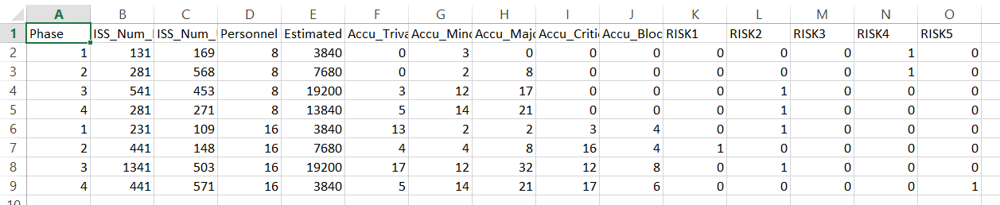 A B C D E F G H I J K L M N O
1 Phase ISS_Num_ ISS_Num_ Personnel Estimated Accu_Triva Accu_Mino Accu_Majo Accu_Critic Accu_Bloc RISK1 RISK2 RISK3 RISK4 RISK5
2 1 131 169 8 3840 0 3 0 0 0 0 0 0 1 0
3 2 281 568 8 7680 0 2 8 0 0 0 0 0 1 0
4 3 541 453 8 19200 3 12 17 0 0 0 1 0 0 0
5 4 281 271 8 13840 5 14 21 0 0 0 1 0 0 0
6 1 231 109 16 3840 13 2 2 3 4 0 1 0 0 0
7 2 441 148 16 7680 4 4 8 16 4 1 0 0 0 0
8 3 1341 503 16 19200 17 12 32 12 8 0 1 0 0 0
9 4 441 571 16 3840 5 14 21 17 6 0 0 0 0 1
10